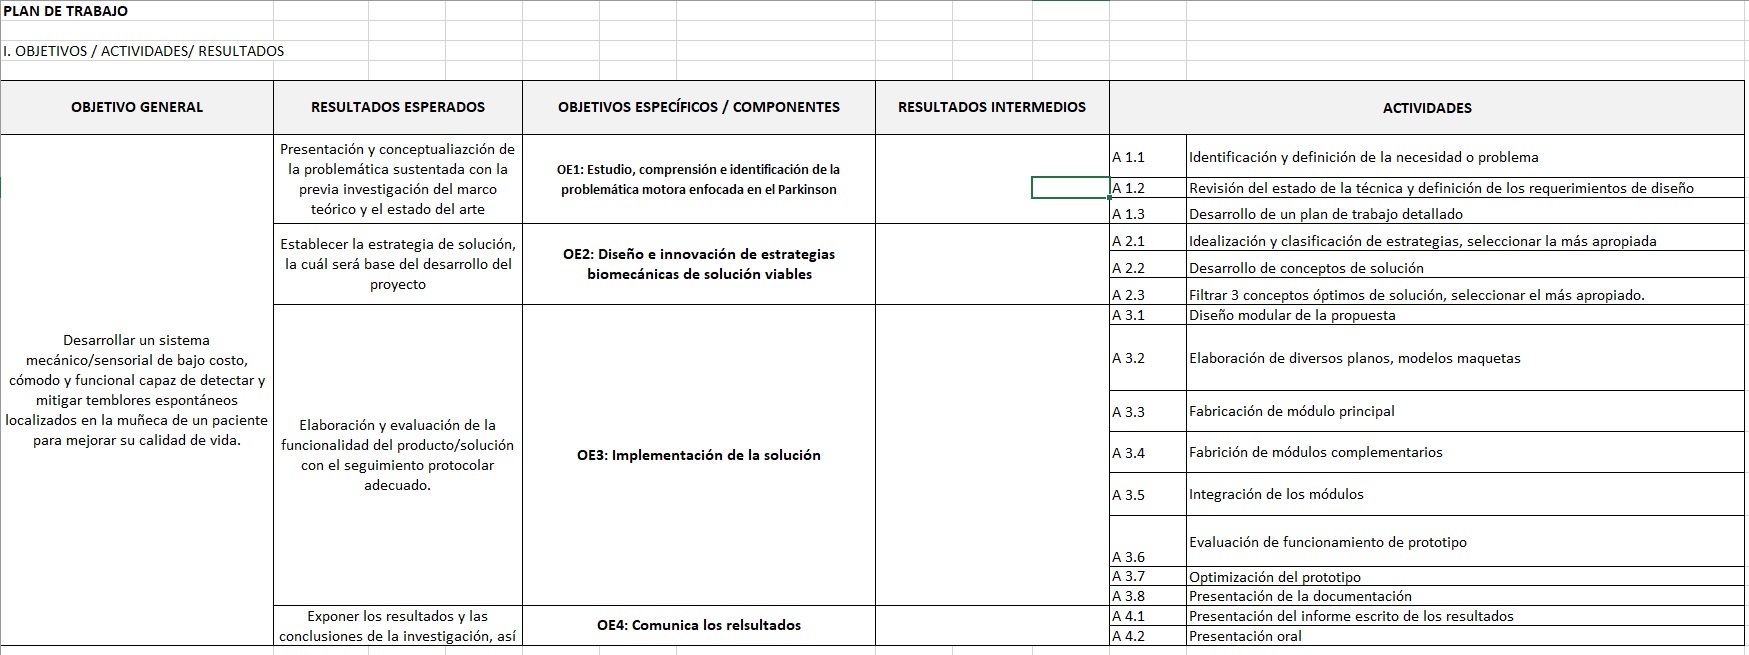 PLAN DE TRABAJO
I. OBJETIVOS / ACTIVIDADES/ RESULTADOS
OBJETIVO GENERAL
RESULTADOS ESPERADOS
OBJETIVOS ESPECÍFICOS / COMPONENTES
RESULTADOS INTERMEDIOS
ACTIVIDADES
Desarrollar un sistema
mecánico/sensorial de bajo costo,
cómodo y funcional capaz de detectar y
mitigar temblores espontáneos
localizados en la muñeca de un paciente
para mejorar su calidad de vida.
Presentación y conceptualiazción de
la problemática sustentada con la
previa investigación del marco
teórico y el estado del arte
OE1: Estudio, comprensión e identificación de la
problemática motora enfocada en el Parkinson
A 1.1 Identificación y definición de la necesidad o problema
A 1.2 Revisión del estado de la técnica y definición de los requerimientos de diseño
A 1.3 Desarrollo de un plan de trabajo detallado
Establecer la estrategia de solución,
la cuál será base del desarrollo del
proyecto
OE2: Diseño e innovación de estrategias
biomecánicas de solución viables
A 2.1 Idealización y clasificación de estrategias, seleccionar la más apropiada
A 2.2 Desarrollo de conceptos de solución
A 2.3 Filtrar 3 conceptos óptimos de solución, seleccionar el más apropiado.
Elaboración y evaluación de la
funcionalidad del producto/solución
con el seguimiento protocolar
adecuado.
OE3: Implementación de la solución
A 3.1 Diseño modular de la propuesta
A 3.2 Elaboración de diversos planos, modelos maquetas
A 3.3 Fabricación de módulo principal
A 3.4 Fabrición de módulos complementarios
A 3.5 Integración de los módulos
A 3.6 Evaluación de funcionamiento de prototipo
A 3.7 Optimización del prototipo
A 3.8 Presentación de la documentación
Exponer los resultados y las
conclusiones de la investigación, así
OE4: Comunica los relsultados
A 4.1 Presentación del informe escrito de los resultados
A 4.2 Presentación oral